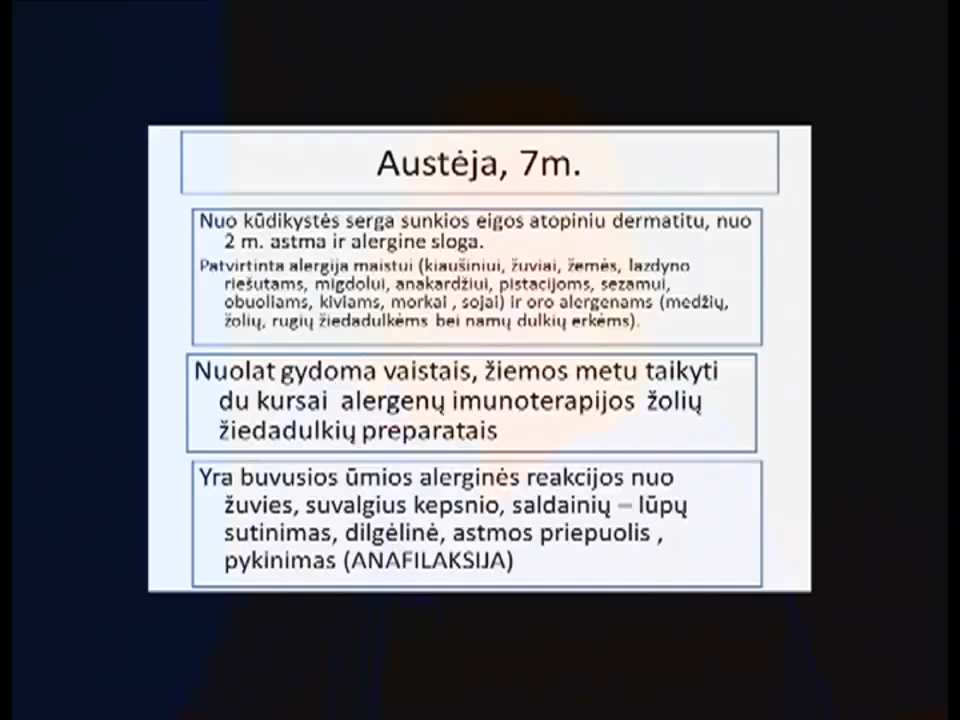 Austėja, 7m.
Nuo kūdikystės serga sunkios eigos atopiniu dermatitu, nuo
2 m. astma ir alergine sloga.
Patvirtinta alergija maistui (kiaušiniui, žuviai, žemės, lazdyno
riešutams, migdolui, anakardžiui, pistacijoms, sezamui,
obuoliams, kiviams, morkai , sojai) ir oro alergenams (medžių,
žolių, rugių žiedadulkėms bei namų dulkių erkėms).
Nuolat gydoma vaistais, žiemos metu taikyti
du kursai alergenų imunoterapijos žolių
žiedadulkių preparatais
Yra buvusios ūmios alerginės reakcijos nuo
žuvies, suvalgius kepsnio, saldainių – lūpų
sutinimas, dilgėlinė, astmos priepuolis ,
pykinimas (ANAFILAKSIJA)